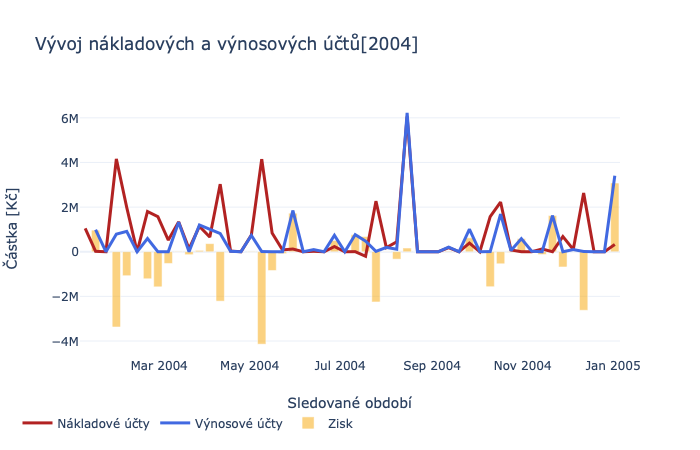 Vývoj nákladových a výnosových účtů[2004]
Částka [Kč]
6M
4M
2M
0
−2M
−4M
Mar 2004 May 2004 Jul 2004 Sep 2004 Nov 2004 Jan 2005
Sledované období
Nákladové účty Výnosové účty Zisk